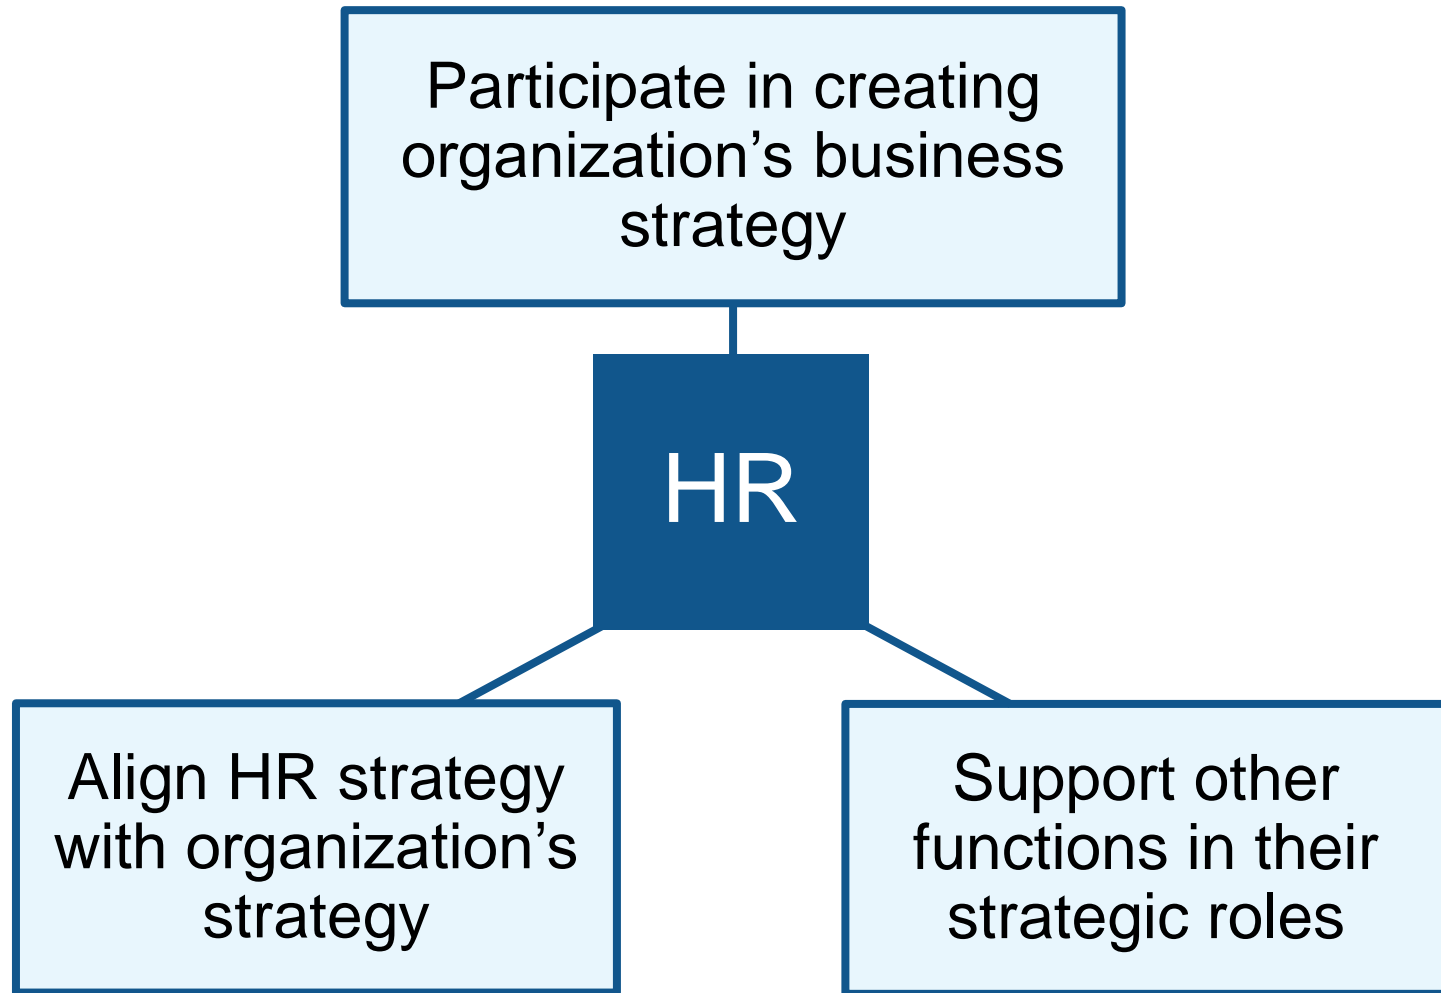 Participate in creating
organization’s business
strategy
HR
Align HR strategy
with organization’s
strategy
Support other
functions in their
strategic roles